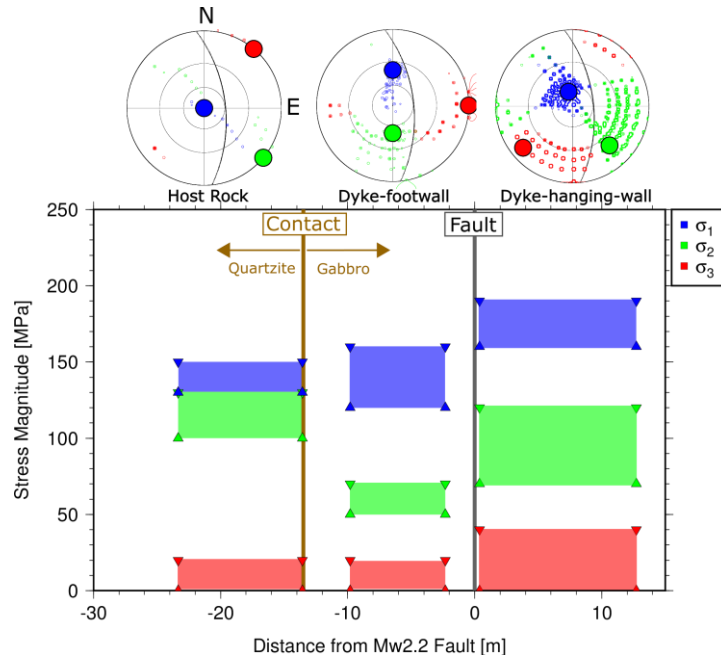 N
E
Host Rock
Dyke-footwall
Dyke-hanging-wall
250
200
150
100
50
0
Stress Magnitude [MPa]
Contact
Quartzite
Gabbro
Fault
σ1
σ2
σ3
-30
-20
-10
0
10
Distance from Mw2.2 Fault [m]